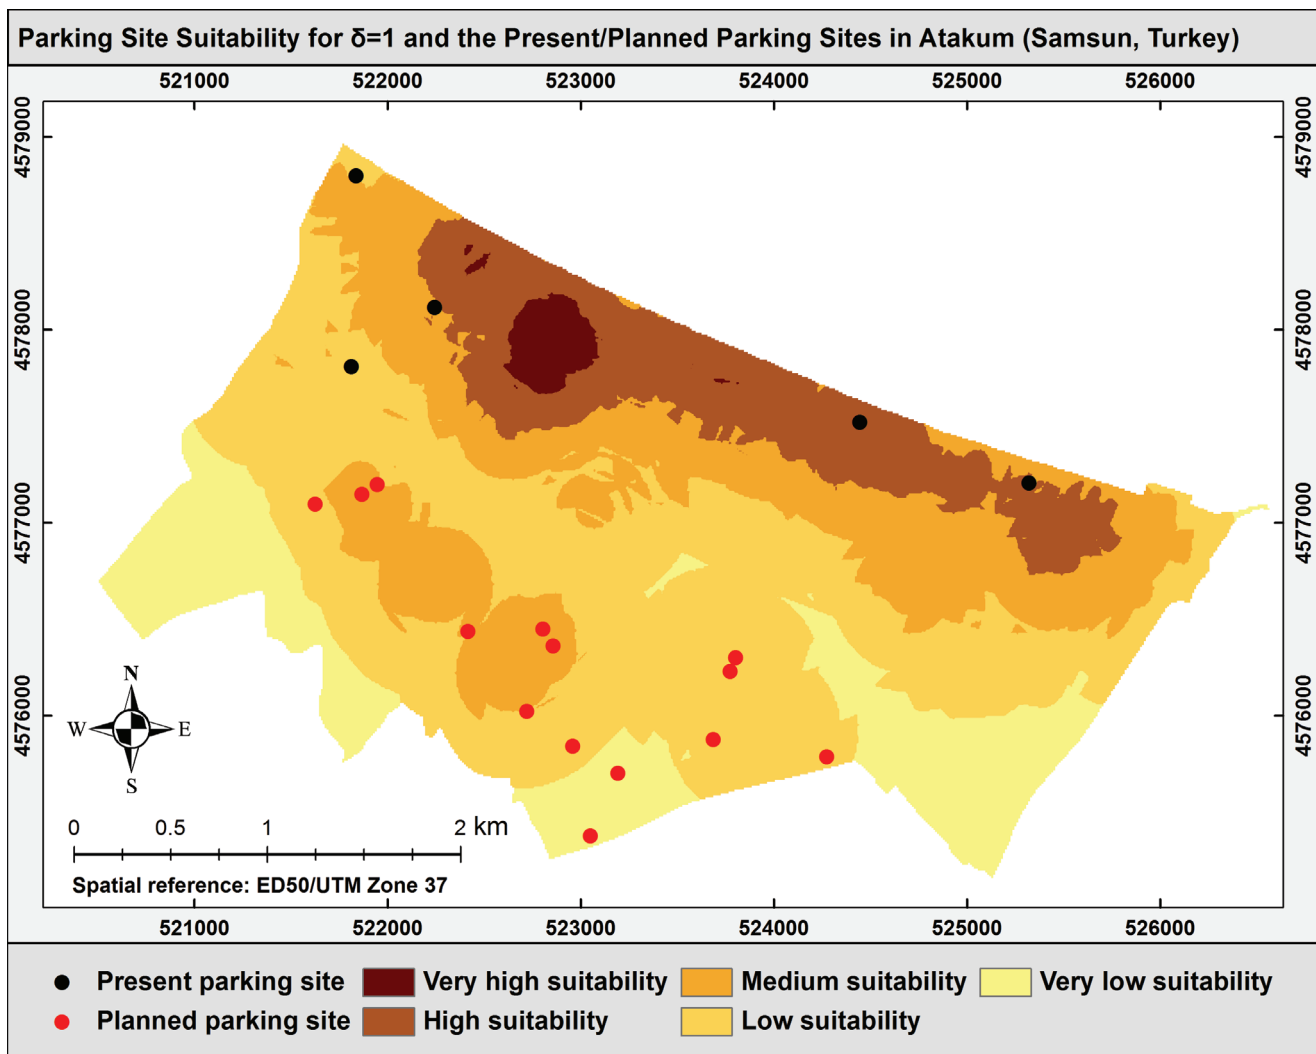 Parking Site Suitability for δ=1 and the Present/Planned Parking Sites in Atakum (Samsun, Turkey)
521000 522000 523000 524000 525000 526000
4579000 4579000
4578000 4578000
4577000 4577000
4576000 4576000
N
W E
S
0 0.5 1 2 km
Spatial reference: ED50/UTM Zone 37
521000 522000 523000 524000 525000 526000
Present parking site Very high suitability Medium suitability Very low suitability
Planned parking site High suitability Low suitability